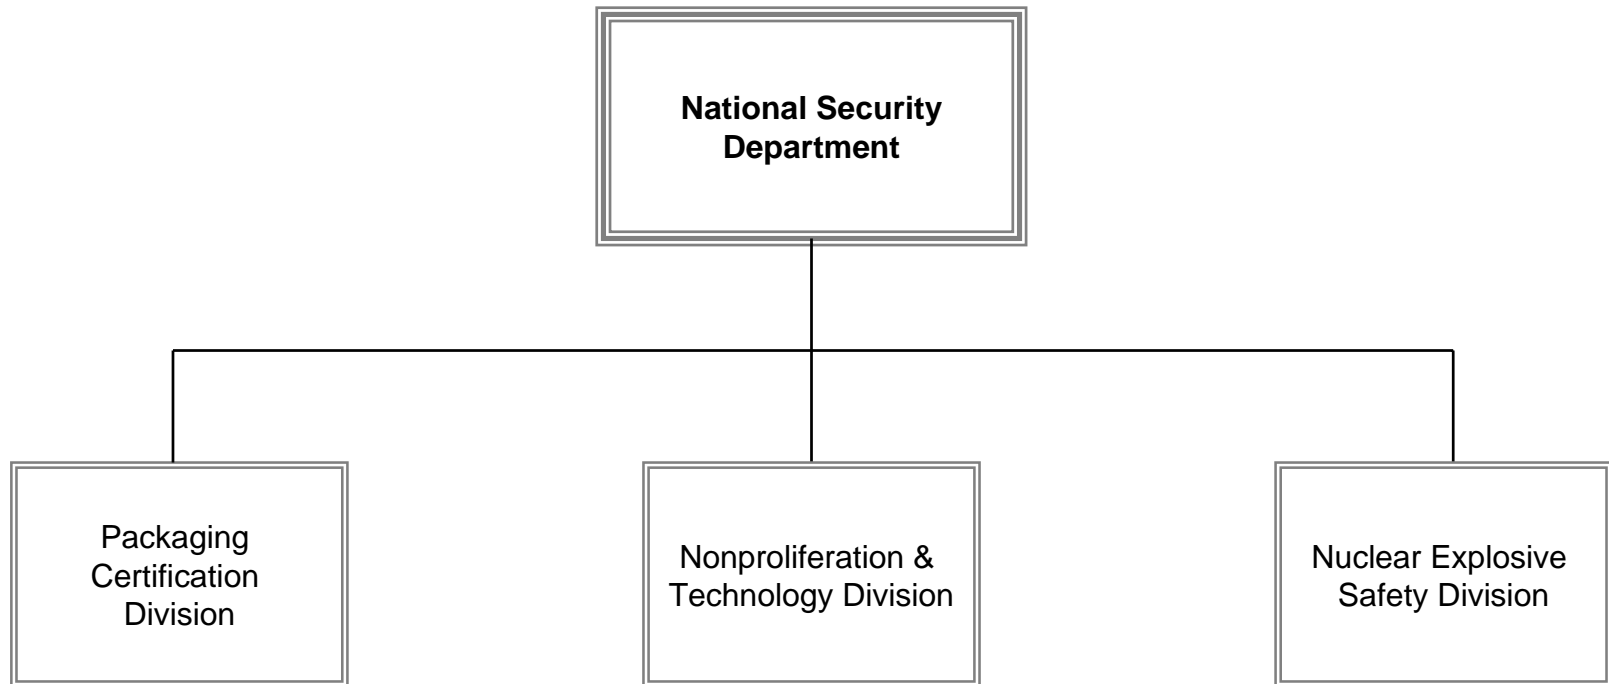 National Security
Department
Packaging
Certification
Division
Nonproliferation &
Technology Division
Nuclear Explosive
Safety Division